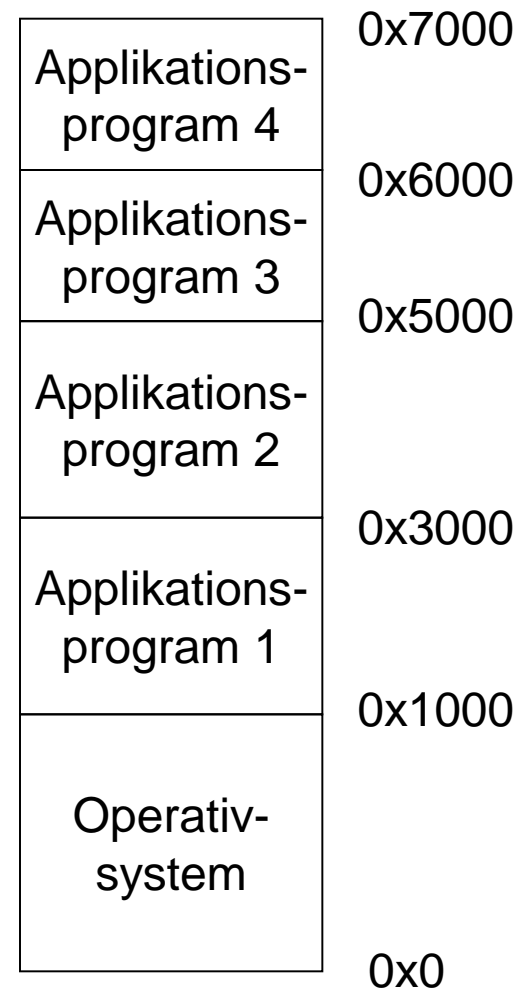 0x7000
Applikations-
program 4
0x6000
Applikations-
program 3
0x5000
Applikations-
program 2
0x3000
Applikations-
program 1
0x1000
Operativ-
system
0x0